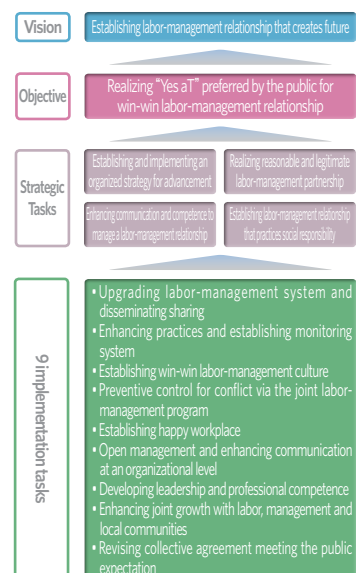 Vision
Establishing labor-management relationship that creates future
Objective
Realizing "Yes aT" preferred by the public for
win-win labor-management relationship
Strategic
Tasks
Establishing and implementing an
organized strategy for advancement
Realizing reasonable and legitimate
labor-management partnership
Enhancing communication and competence to
manage a labor-management relationship
Establishing labor-management relationship
that practices social responsibility
9 implementation tasks
• Upgrading labor-management system and
disseminating sharing
• Enhancing practices and establishing monitoring
system
• Establishing win-win labor-management culture
• Preventive control for conflict via the joint labor-
management program
• Establishing happy workplace
• Open management and enhancing communication
at an organizational level
• Developing leadership and professional competence
• Enhancing joint growth with labor, management and
local communities
• Revising collective agreement meeting the public
expectation